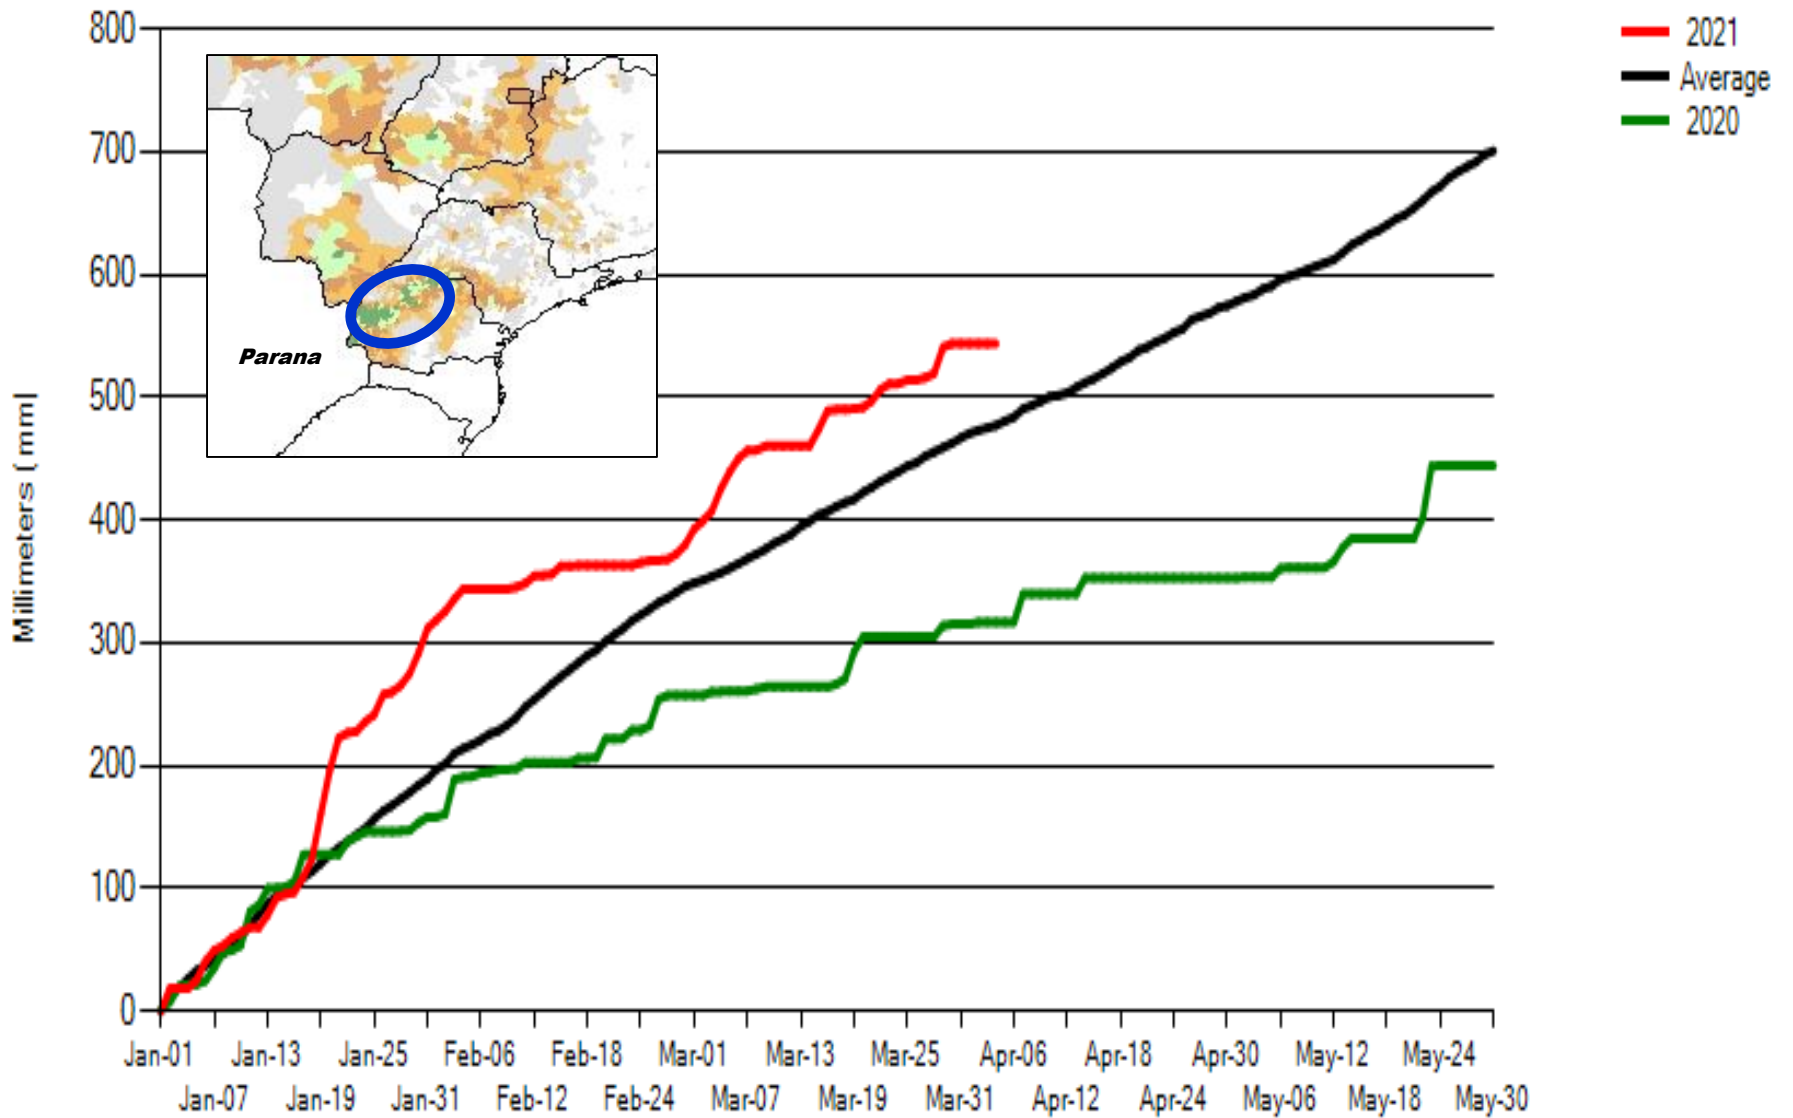 800
700
600
500
400
300
200
100
0
Millimeters ( mm)
Parana
2021
Average
2020
Jan-01 Jan-13 Jan-25 Feb-06 Feb-18 Mar-01 Mar-13 Mar-25 Apr-06 Apr-18 Apr-30 May-12 May-24
Jan-07 Jan-19 Jan-31 Feb-12 Feb-24 Mar-07 Mar-19 Mar-31 Apr-12 Apr-24 May-06 May-18 May-30